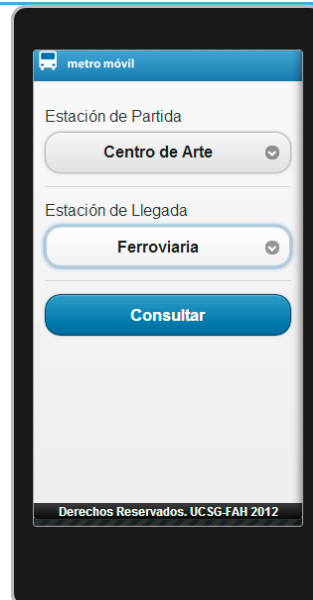 metro móvil
Estación de Partida
Centro de Arte
Estación de Llegada
Ferroviaria
Consultar
Derechos Reservados. UCSG-FAH 2012